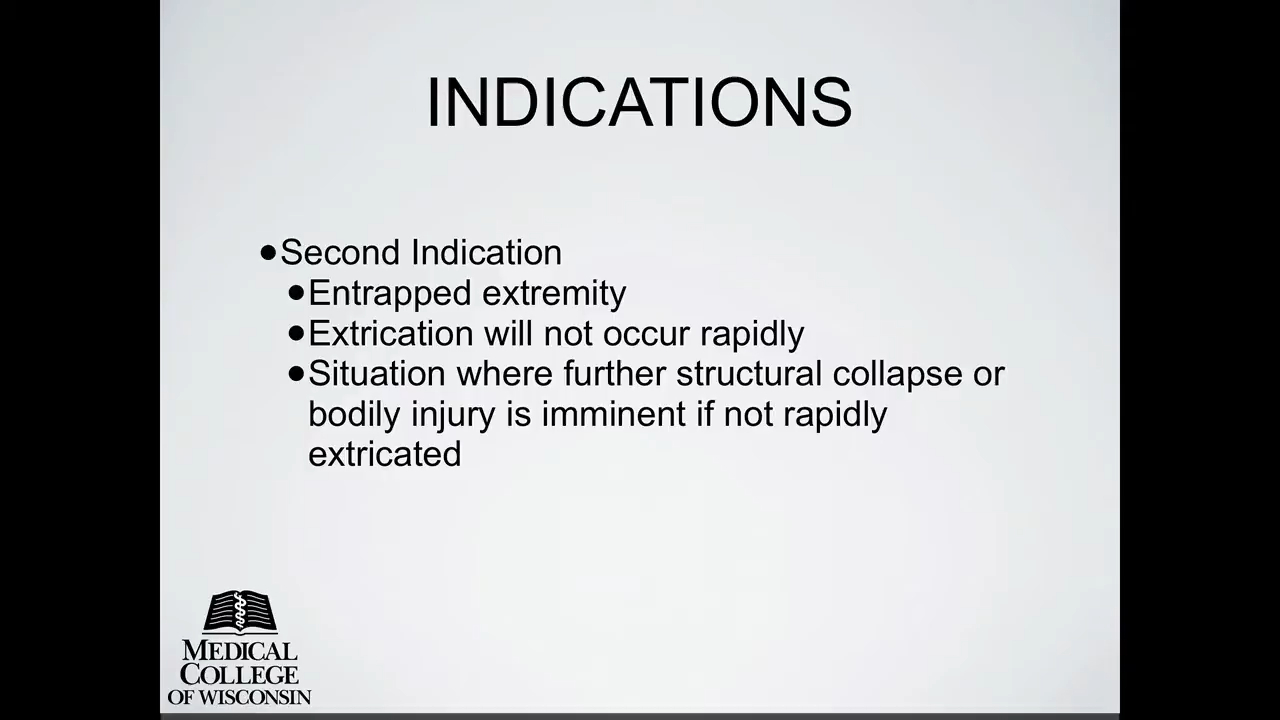 INDICATIONS
●Second Indication
●Entrapped extremity
●Extrication will not occur rapidly
●Situation where further structural collapse or
bodily injury is imminent if not rapidly
extricated
MEDICAL
COLLEGE
OF WISCONSIN